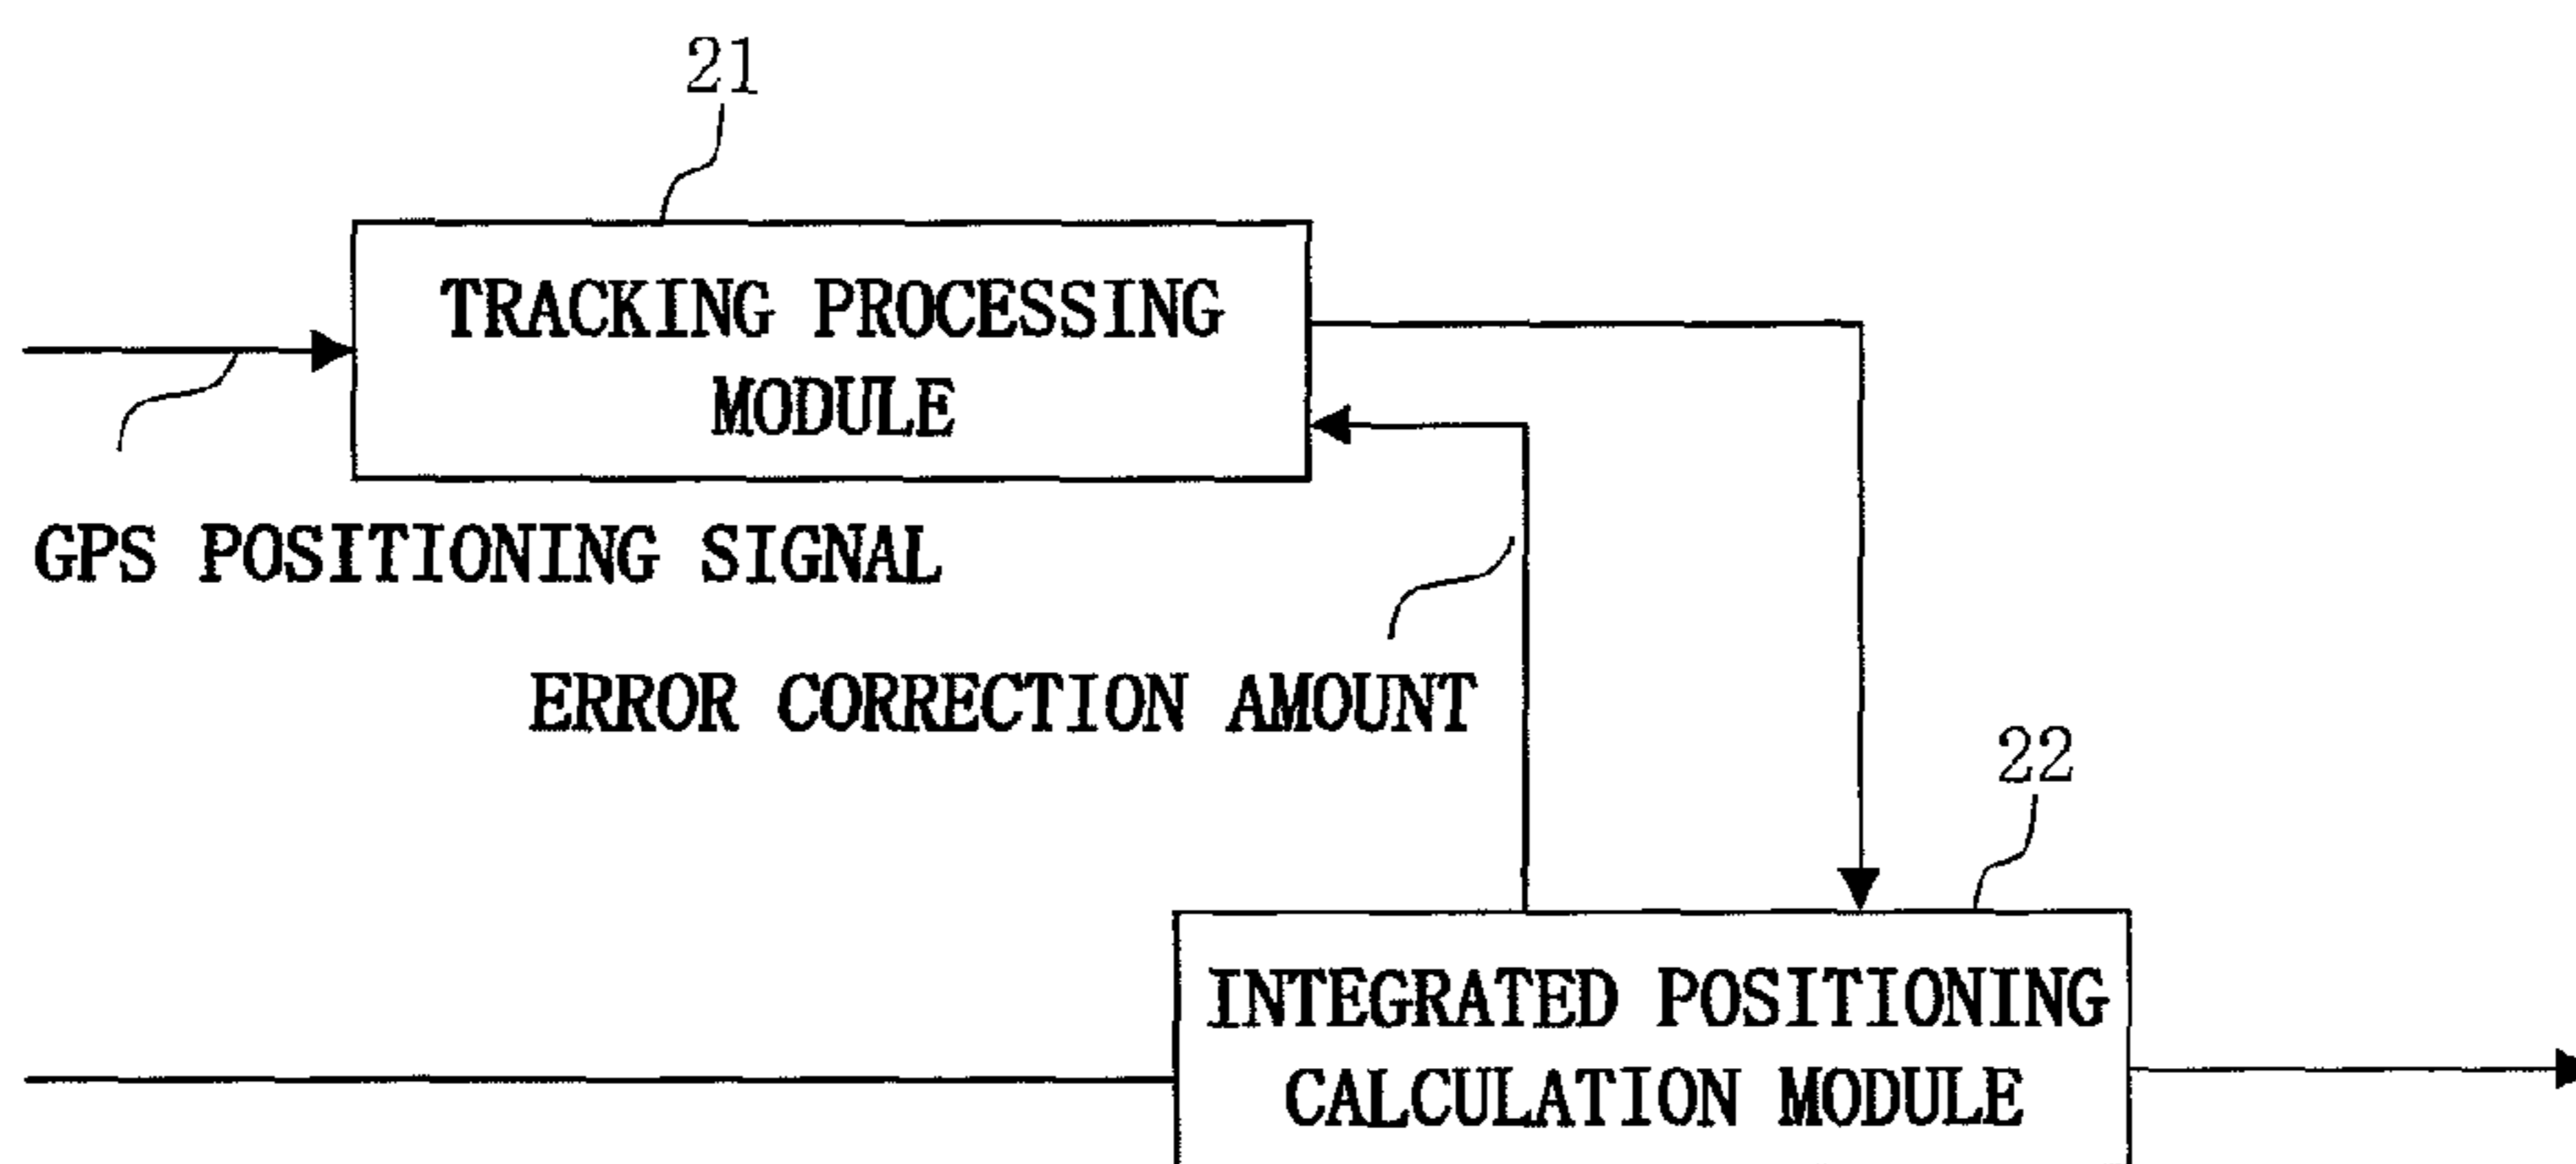 21
TRACKING PROCESSING
MODULE
GPS POSITIONING SIGNAL
ERROR CORRECTION AMOUNT
22
INTEGRATED POSITIONING
CALCULATION MODULE